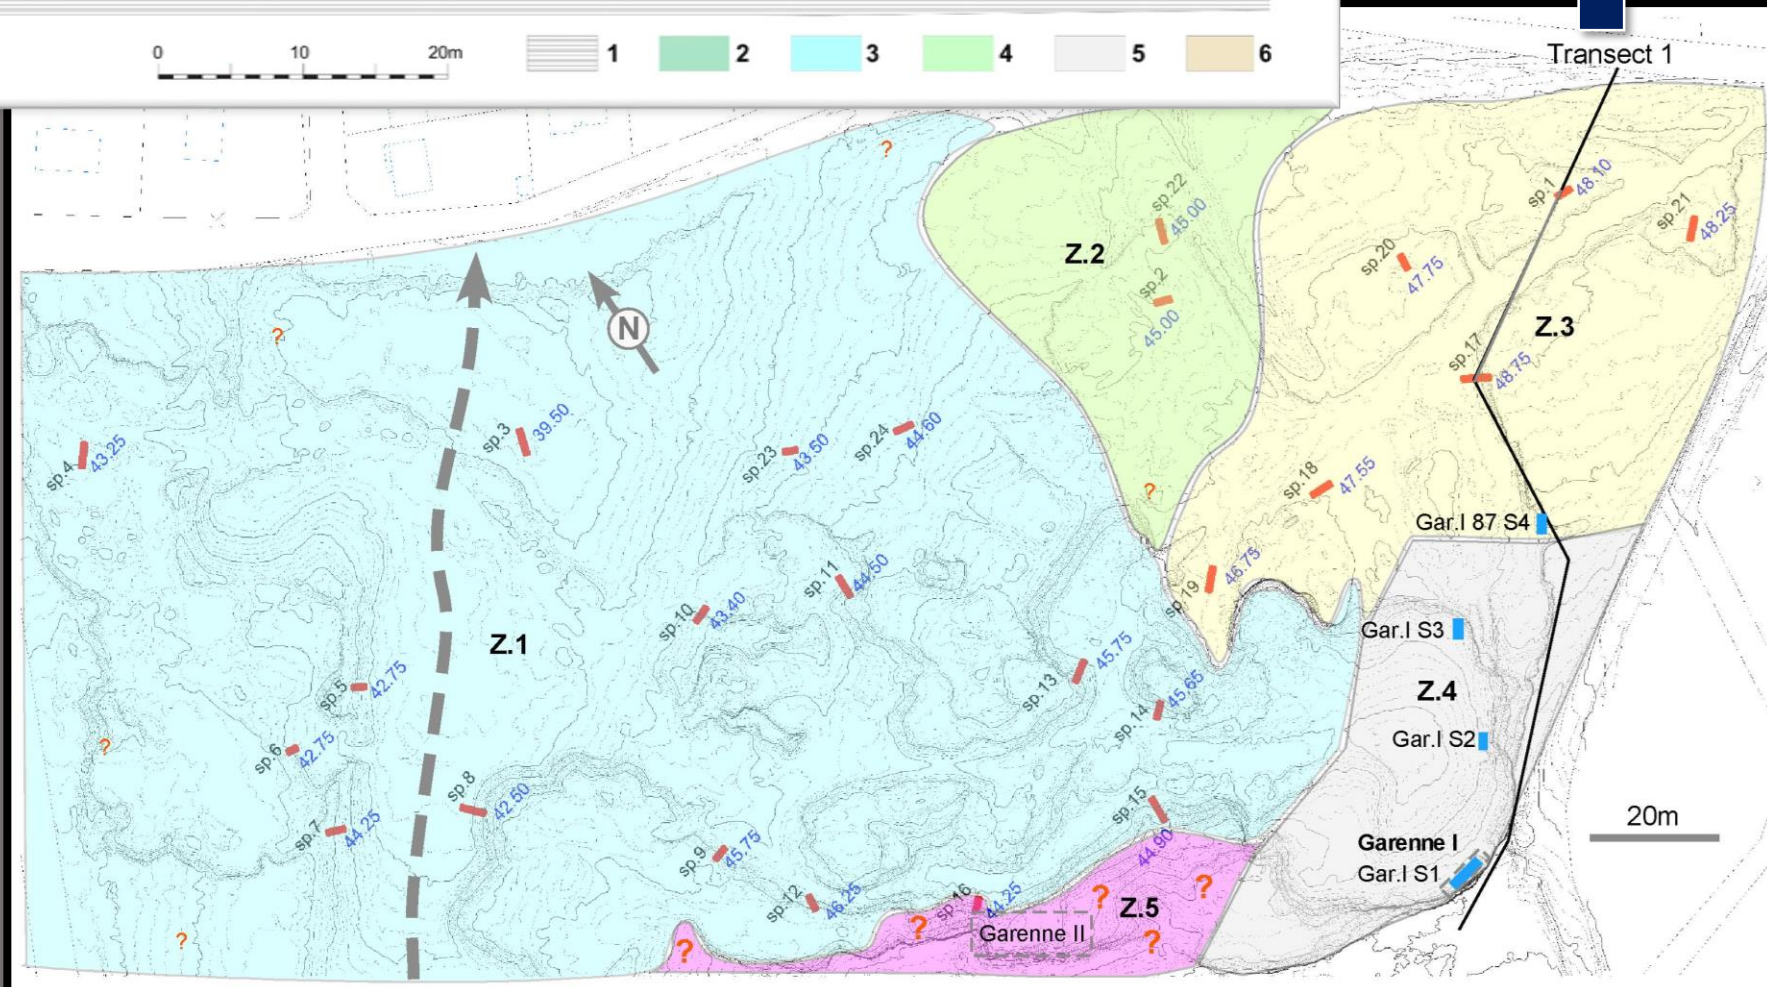 0 10 20m
1 2 3 4 5 6
Transect 1
?
sp.22
45.00
Z.2
sp.2
45.00
sp.1
48.10
sp.21
48.25
sp.20
47.75
Z.3
N
?
sp.17
48.75
sp.4
43.25
sp.3
39.50
sp.23
43.50
sp.24
44.60
?
sp.18
47.55
Gar.I 87 S4
sp.19
46.75
sp.11
44.50
sp.10
43.40
Z.1
Gar.I S3
sp.13
45.75
sp.14
45.65
Z.4
sp.5
42.75
Gar.I S2
?
sp.6
42.75
sp.8
42.50
sp.7
44.25
sp.15
44.90
20m
Garenne I
Gar.I S1
sp.9
45.75
sp.12
46.25
sp.16
44.25
?
?
Z.5
?
?
Garenne II
?
?